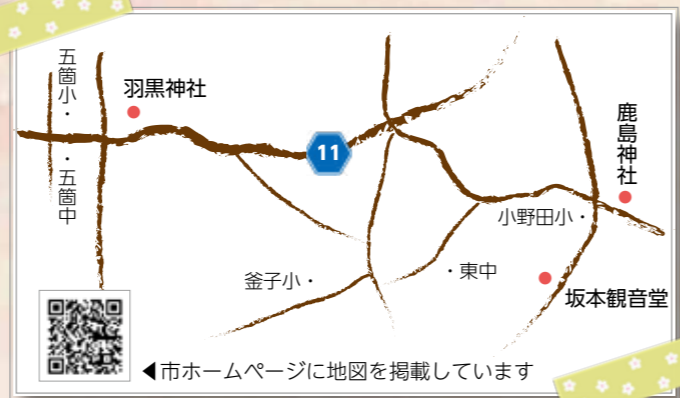 五箇小・
・五箇中
羽黒神社
11
鹿島神社
小野田小・
・東中
釜子小・
坂本観音堂
◀市ホームページに地図を掲載しています